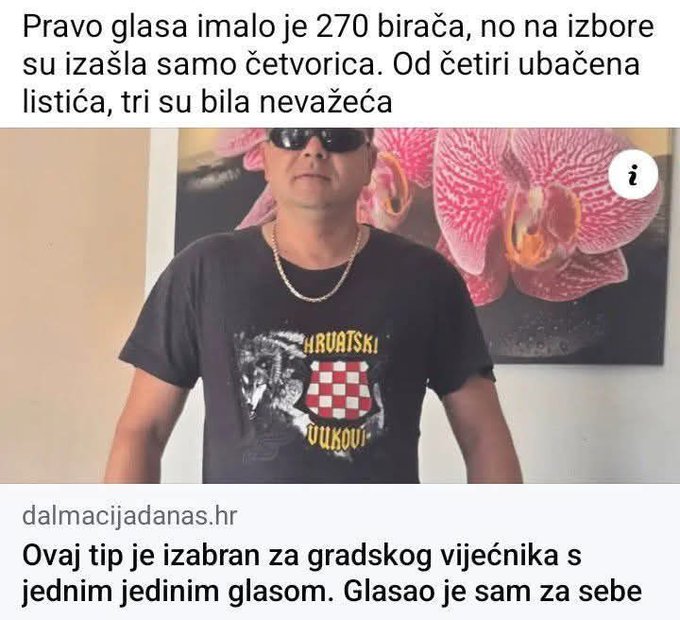 Pravo glasa imalo je 270 birača, no na izbore
su izašla samo četvorica. Od četiri ubačena
listića, tri su bila nevažeća
i
HRVATSKI
VUKOVI
dalmacijadanas.hr
Ovaj tip je izabran za gradskog vijećnika s
jednim jedinim glasom. Glasao je sam za sebe